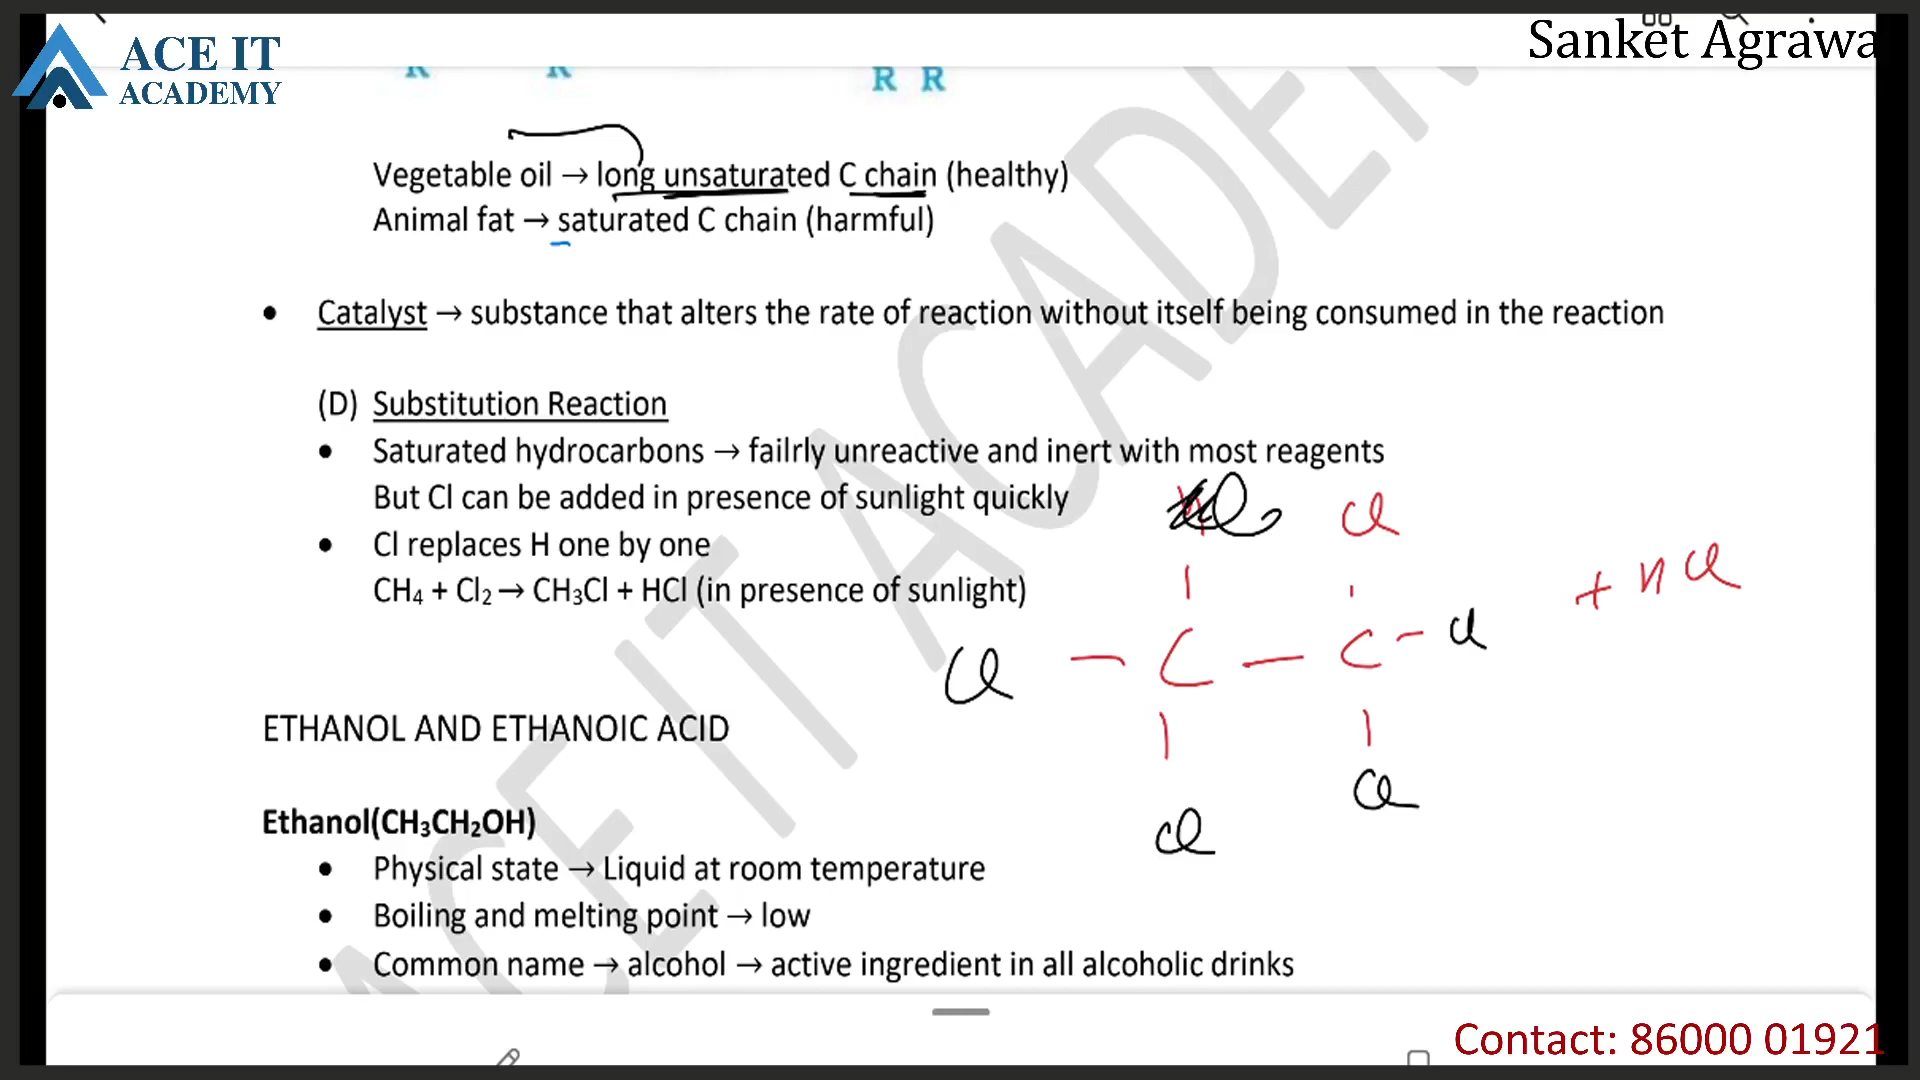 ACE IT
ACADEMY
Sanket Agrawa
R R R R
Vegetable oil → long unsaturated C chain (healthy)
Animal fat → saturated C chain (harmful)
• Catalyst → substance that alters the rate of reaction without itself being consumed in the reaction
(D) Substitution Reaction
• Saturated hydrocarbons → failrly unreactive and inert with most reagents
But Cl can be added in presence of sunlight quickly
• Cl replaces H one by one
CH₄ + Cl₂ → CH₃Cl + HCl (in presence of sunlight)
Cl Cl
Cl – C – C – Cl + HCl
Cl Cl
ETHANOL AND ETHANOIC ACID
Ethanol(CH₃CH₂OH)
• Physical state → Liquid at room temperature
• Boiling and melting point → low
• Common name → alcohol → active ingredient in all alcoholic drinks
ACE IT ACADEM
Contact: 86000 01921